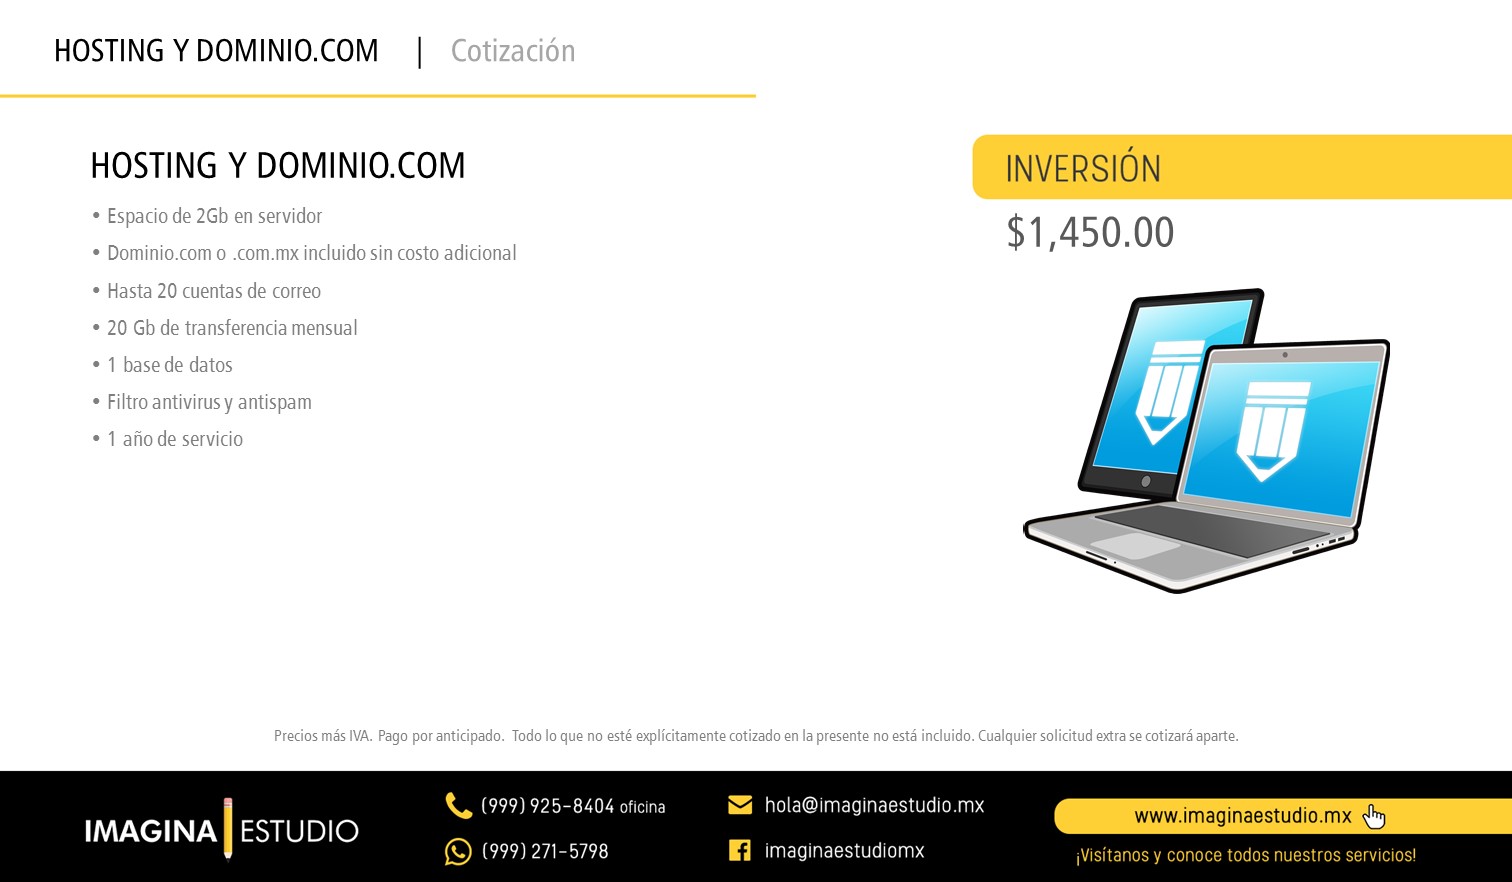 HOSTING Y DOMINIO.COM | Cotización
HOSTING Y DOMINIO.COM
• Espacio de 2Gb en servidor
• Dominio.com o .com.mx incluido sin costo adicional
• Hasta 20 cuentas de correo
• 20 Gb de transferencia mensual
• 1 base de datos
• Filtro antivirus y antispam
• 1 año de servicio
INVERSIÓN
$1,450.00
Precios más IVA. Pago por anticipado. Todo lo que no esté explícitamente cotizado en la presente no está incluido. Cualquier solicitud extra se cotizará aparte.
IMAGINA ESTUDIO
(999) 925-8404 oficina
(999) 271-5798
hola@imaginaestudio.mx
imaginaestudiomx
www.imaginaestudio.mx
¡Visítanos y conoce todos nuestros servicios!